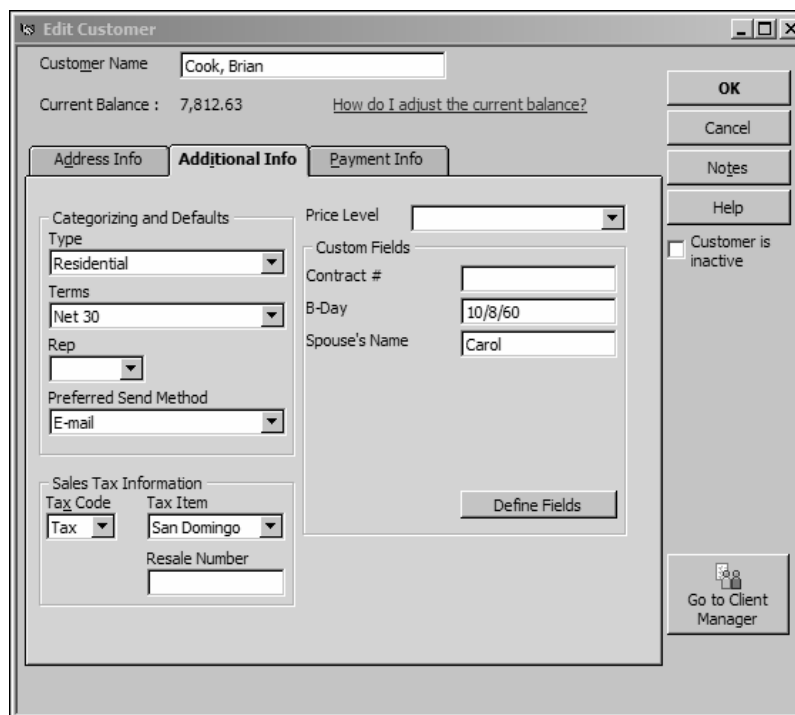 Edit Customer
Customer Name Cook, Brian
Current Balance : 7,812.63 How do I adjust the current balance?
OK
Cancel
Notes
Help
Customer is
inactive
Address Info Additional Info Payment Info
Categorizing and Defaults
Type
Residential
Terms
Net 30
Rep
Preferred Send Method
E-mail
Sales Tax Information
Tax Code Tax Item
Tax San Domingo
Resale Number
Price Level
Custom Fields
Contract #
B-Day 10/8/60
Spouse's Name Carol
Define Fields
Go to Client
Manager